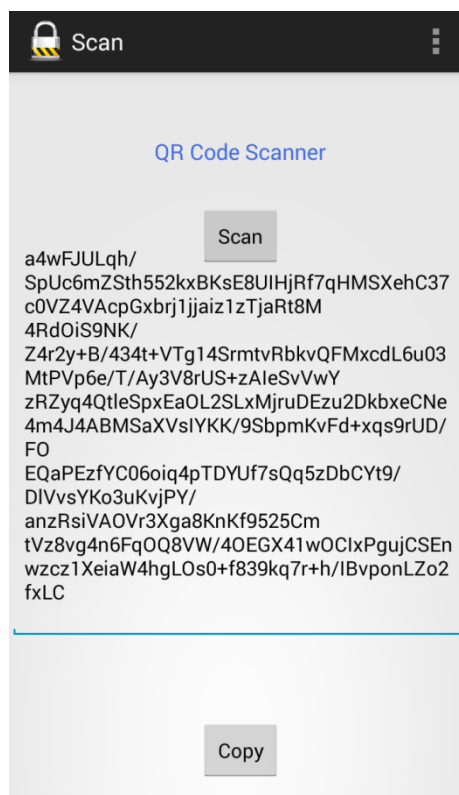 Scan
QR Code Scanner
Scan
a4wFJULqh/
SpUc6mZSth552kxBKsE8UIHjRf7qHMSXehC37
c0VZ4VAcpGxbrj1jjaiz1zTjaRt8M
4RdOiS9NK/
Z4r2y+B/434t+VTg14SrmtvRbkvQFMxcdL6u03
MtPVp6e/T/Ay3V8rUS+zAIeSvVwY
zRZyq4QtleSpxEaOL2SLxMjruDEzu2DkbxeCNe
4m4J4ABMSaXVsIYKK/9SbpmKvFd+xqs9rUD/
FO
EQaPEzfYC06oiq4pTDYUf7sQq5zDbCYt9/
DlVvsYKo3uKvjPY/
anzRsiVAOVr3Xga8KnKf9525Cm
tVz8vg4n6FqOQ8VW/4OEGX41wOCIxPgujCSEn
wzcz1XeiaW4hgLOs0+f839kq7r+h/IBvponLZo2
fxLC
Copy